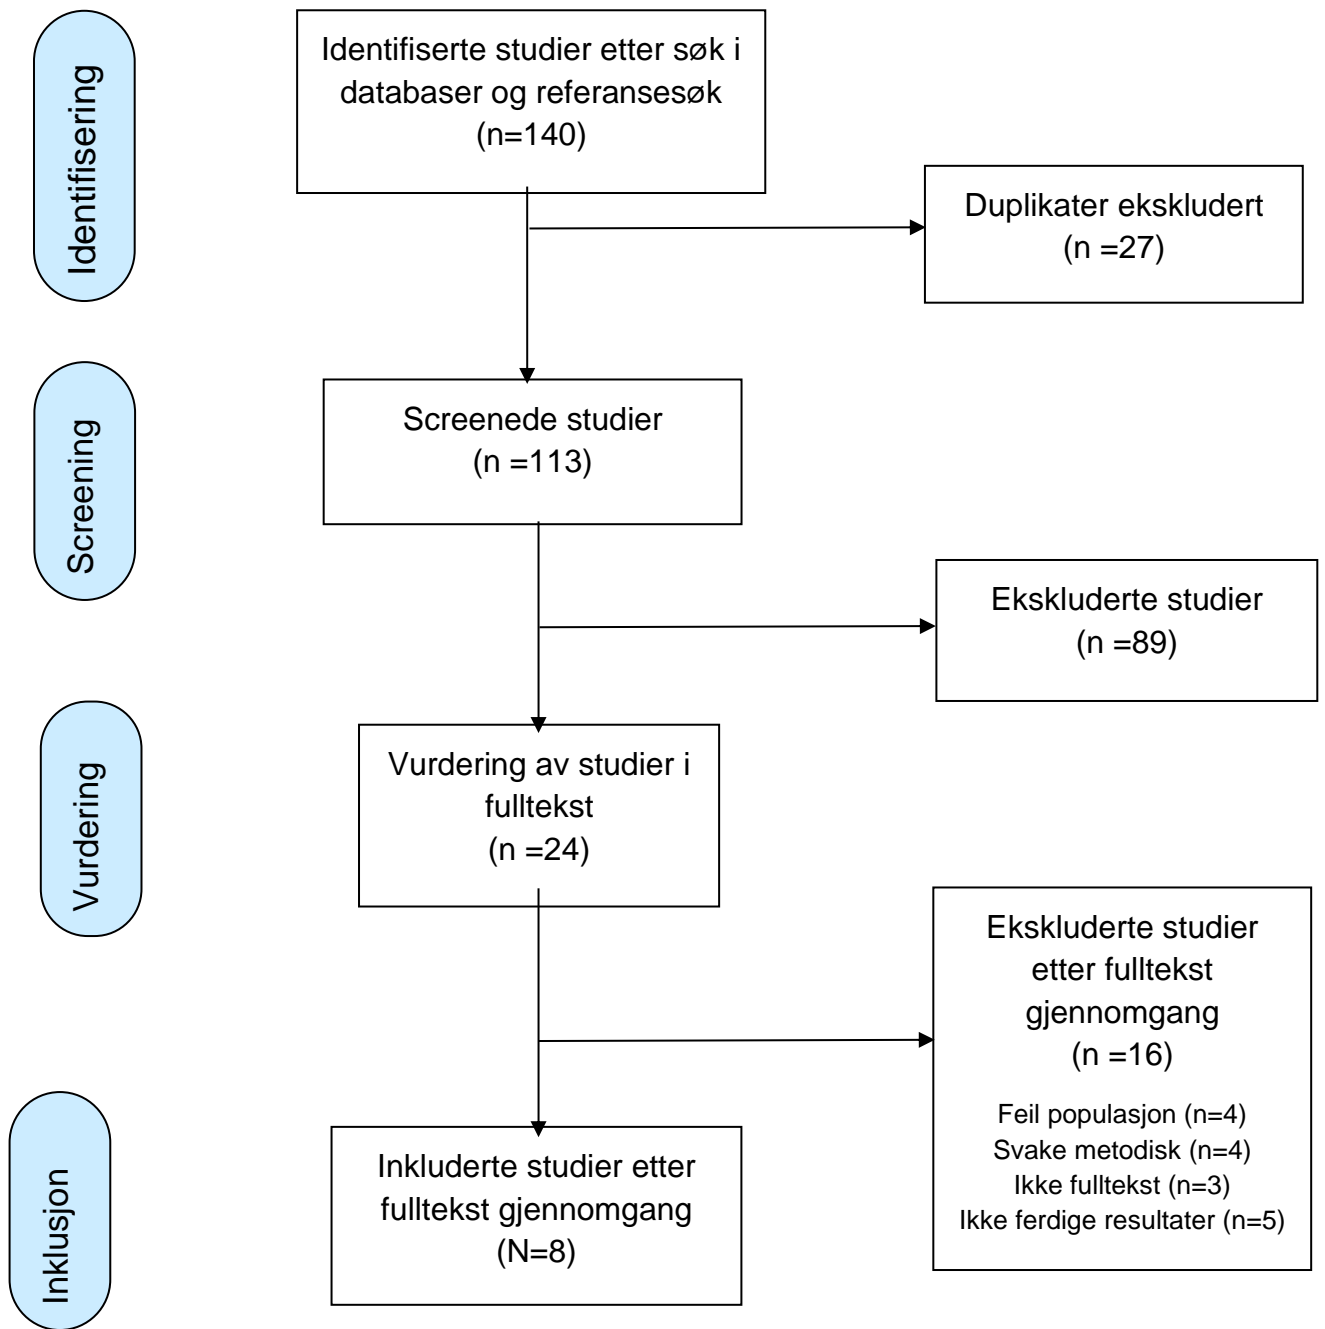 Identifisering
Identifiserte studier etter søk i
databaser og referansesøk
(n=140)
Duplikater ekskludert
(n =27)
Screening
Screenede studier
(n =113)
Ekskluderte studier
(n =89)
Vurdering
Vurdering av studier i
fulltekst
(n =24)
Ekskluderte studier
etter fulltekst
gjennomgang
(n =16)
Feil populasjon (n=4)
Svake metodisk (n=4)
Ikke fulltekst (n=3)
Ikke ferdige resultater (n=5)
Inklusjon
Inkluderte studier etter
fulltekst gjennomgang
(N=8)